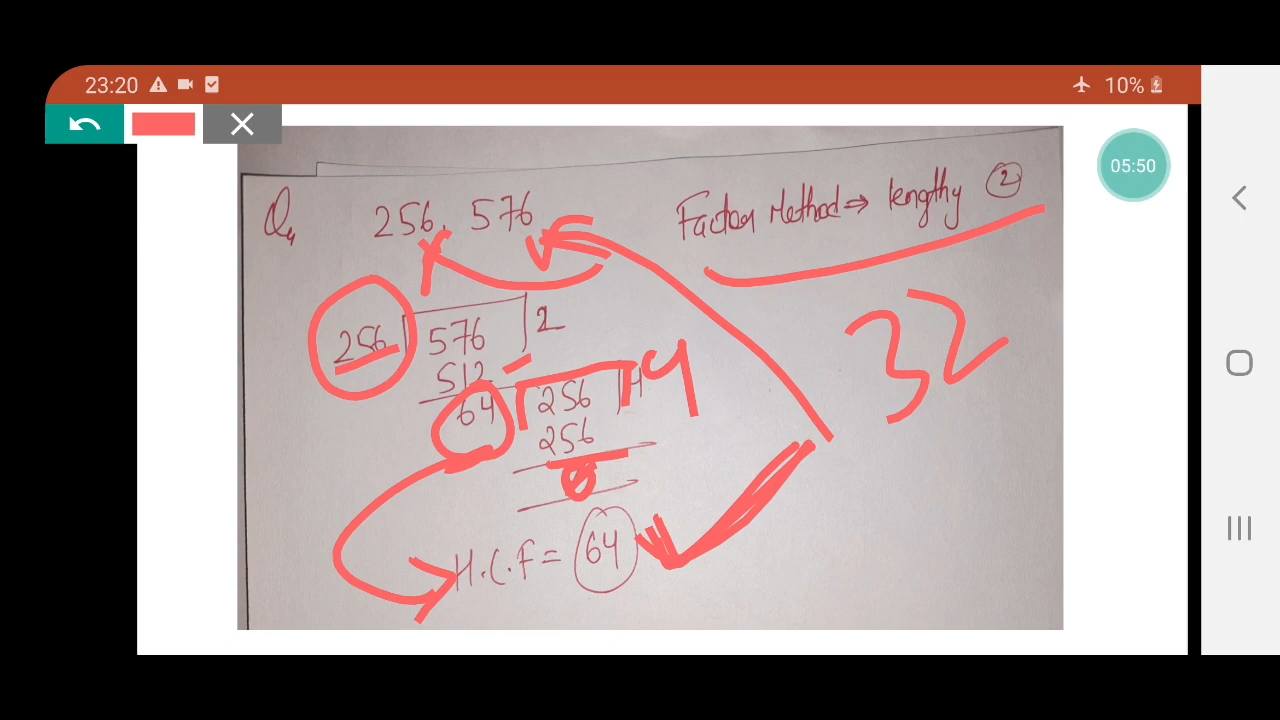 23:20
10%
05:50
Q4 256, 576
Factor Method ⇒ lengthy ②
32
256 576 2
512
64 256 4 4
256
0
H.C.F = 64